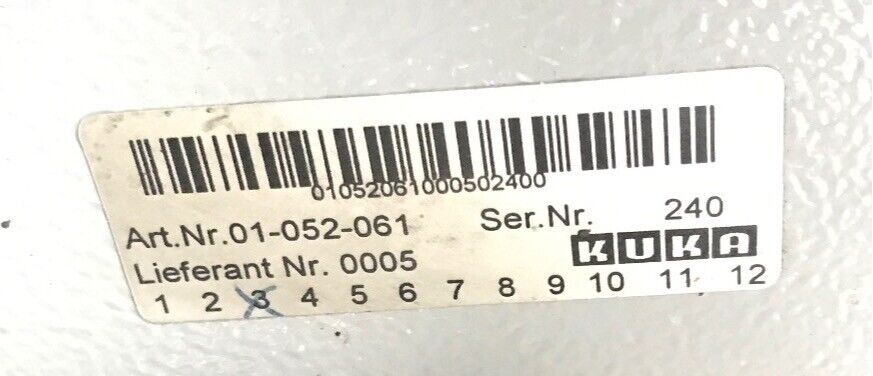 01052061000502400
Art.Nr.01-052-061 Ser.Nr. 240
Lieferant Nr. 0005 KUKA
1 2 3 4 5 6 7 8 9 10 11 12